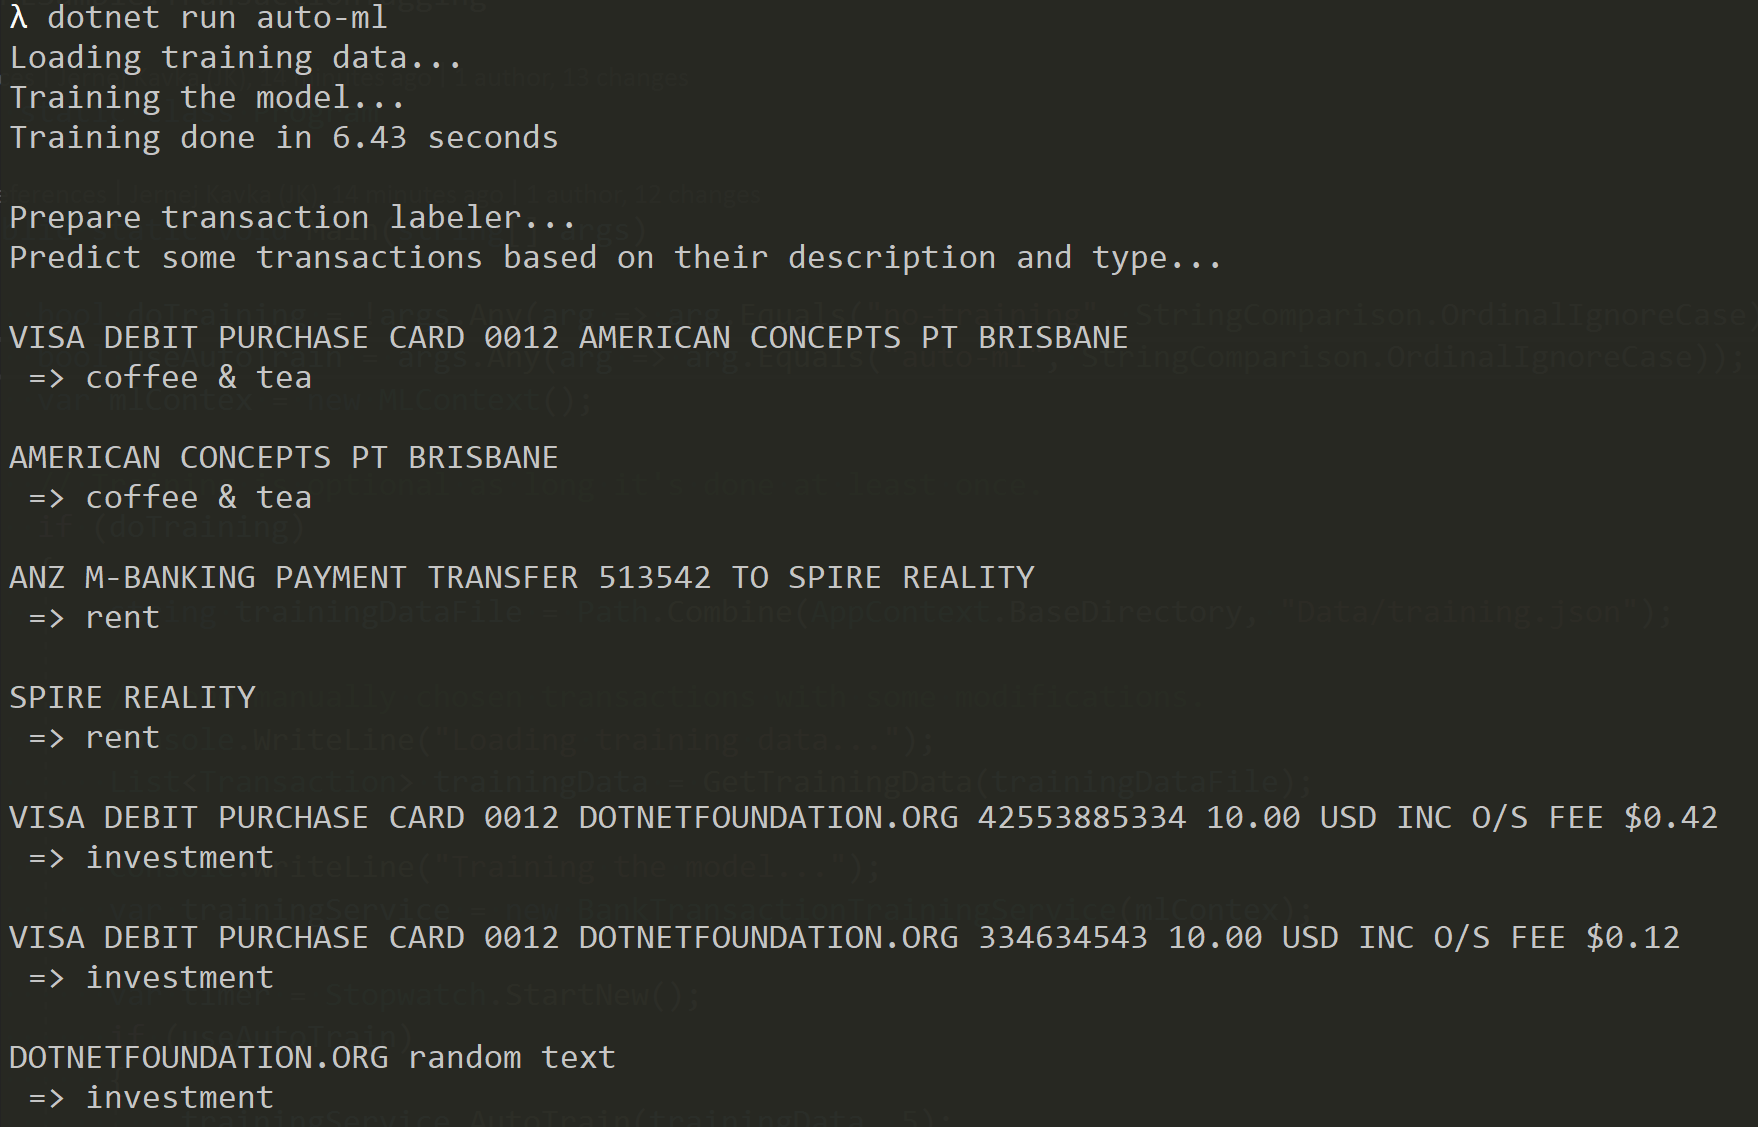 λ dotnet run auto-ml
Loading training data...
Training the model...
Training done in 6.43 seconds
Prepare transaction labeler...
Predict some transactions based on their description and type...
VISA DEBIT PURCHASE CARD 0012 AMERICAN CONCEPTS PT BRISBANE
=> coffee & tea
AMERICAN CONCEPTS PT BRISBANE
=> coffee & tea
ANZ M-BANKING PAYMENT TRANSFER 513542 TO SPIRE REALITY
=> rent
SPIRE REALITY
=> rent
VISA DEBIT PURCHASE CARD 0012 DOTNETFOUNDATION.ORG 42553885334 10.00 USD INC O/S FEE $0.42
=> investment
VISA DEBIT PURCHASE CARD 0012 DOTNETFOUNDATION.ORG 334634543 10.00 USD INC O/S FEE $0.12
=> investment
DOTNETFOUNDATION.ORG random text
=> investment